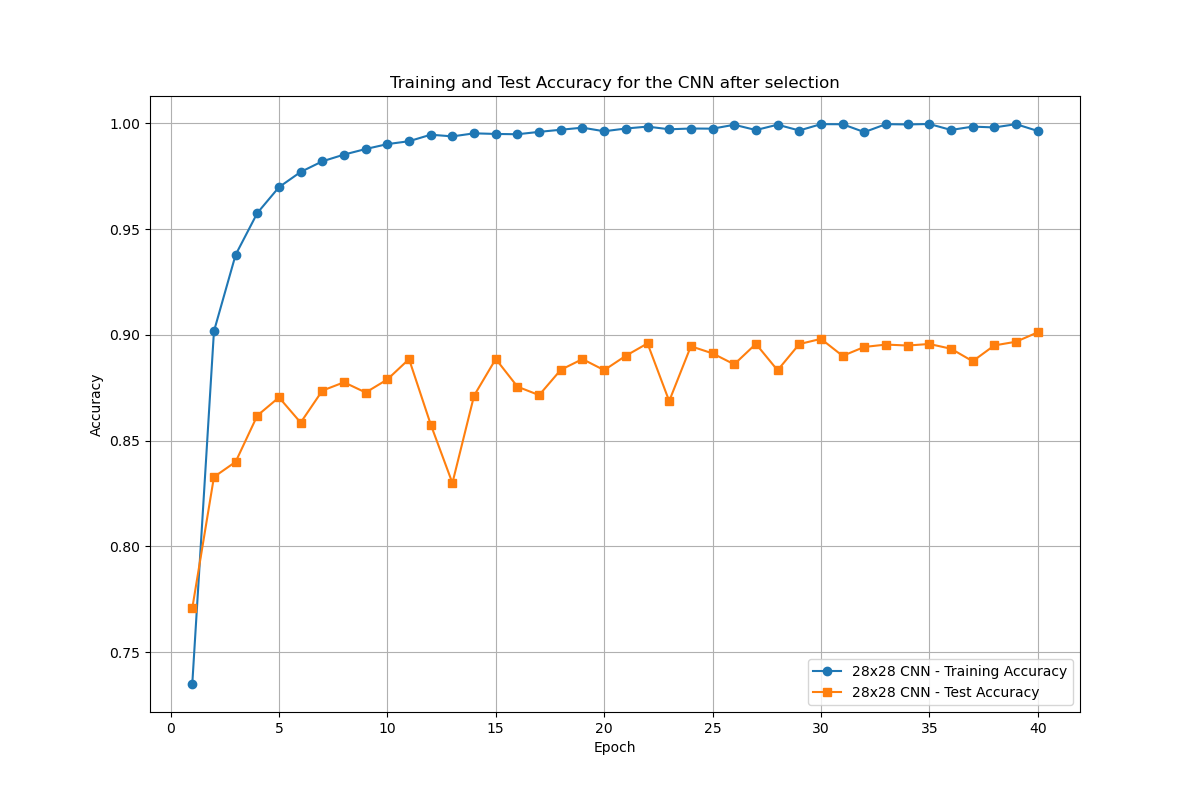 Training and Test Accuracy for the CNN after selection
1.00
0.95
0.90
0.85
0.80
0.75
Accuracy
28x28 CNN - Training Accuracy
28x28 CNN - Test Accuracy
0 5 10 15 20 25 30 35 40
Epoch